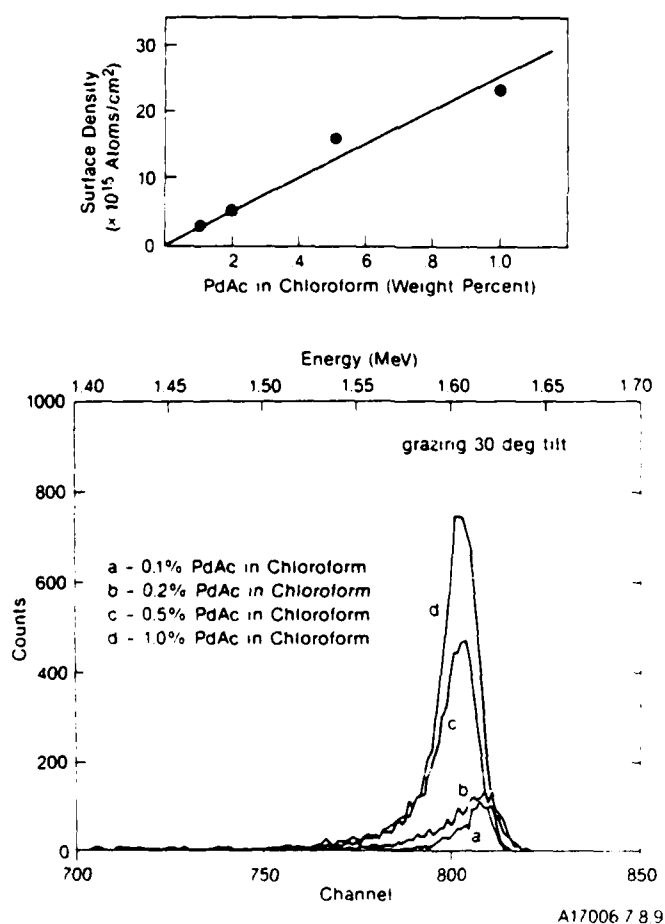 30
20
10
0
Surface Density
(× 10¹⁵ Atoms/cm²)
2 4 6 8 1.0
PdAc in Chloroform (Weight Percent)
Energy (MeV)
1.40 1.45 1.50 1.55 1.60 1.65 1.70
1000
800
600
400
200
0
Counts
grazing 30 deg tilt
a - 0.1% PdAc in Chloroform
b - 0.2% PdAc in Chloroform
c - 0.5% PdAc in Chloroform
d - 1.0% PdAc in Chloroform
d
c
b
a
700 750 800 850
Channel
A17006 7 8 9